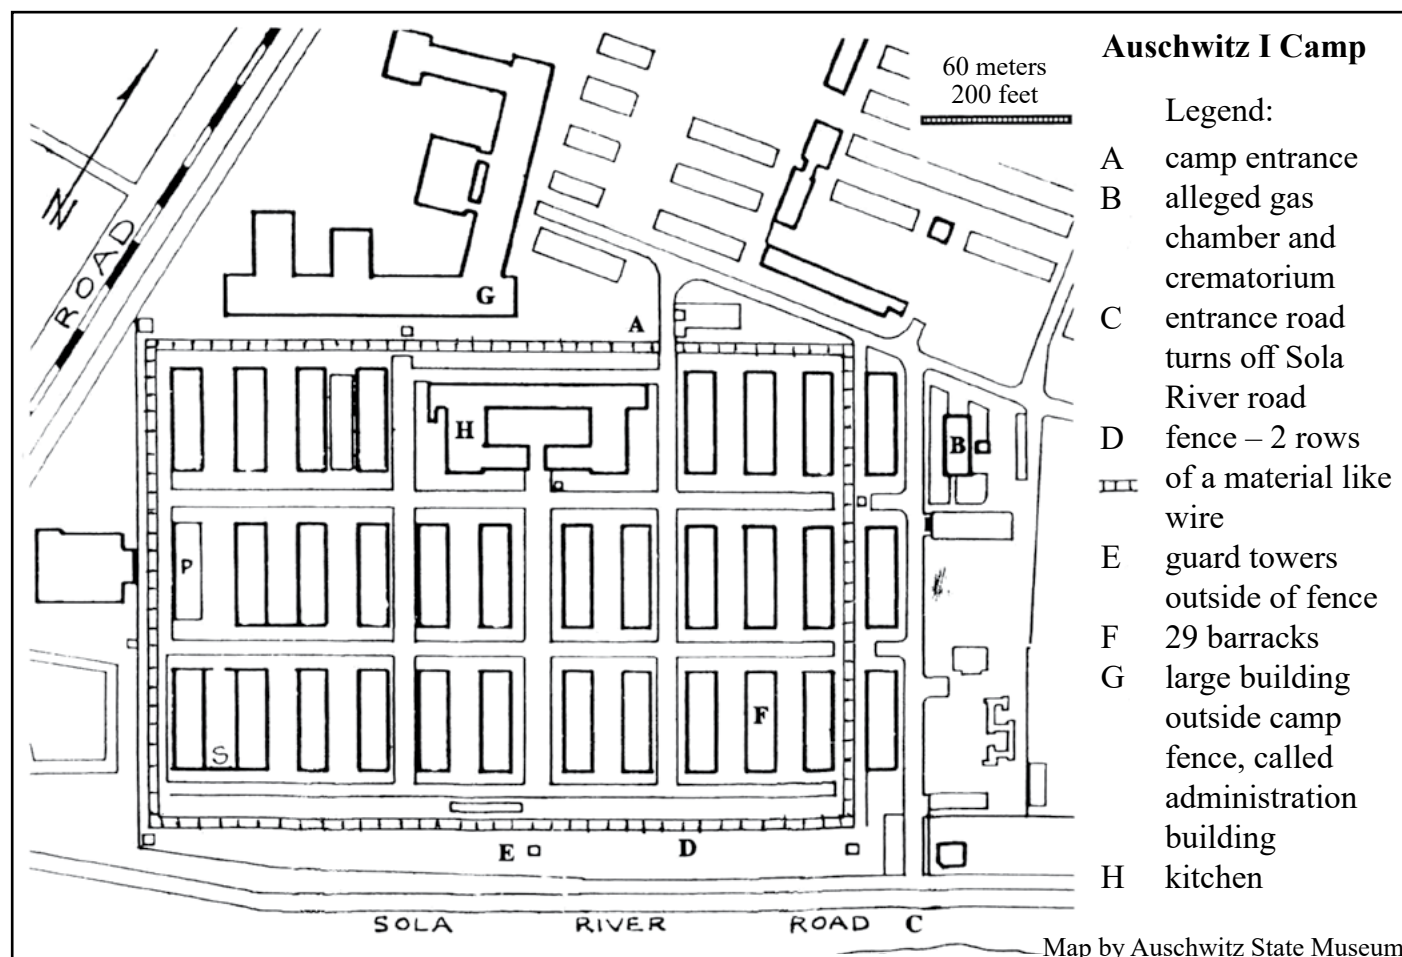 Auschwitz I Camp
60 meters
200 feet
Legend:
A camp entrance
B alleged gas
chamber and
crematorium
C entrance road
turns off Sola
River road
D fence – 2 rows
of a material like
wire
E guard towers
outside of fence
F 29 barracks
G large building
outside camp
fence, called
administration
building
H kitchen
N
ROAD
G
A
H
B
P
F
S
E
D
SOLA RIVER ROAD C
Map by Auschwitz State Museum